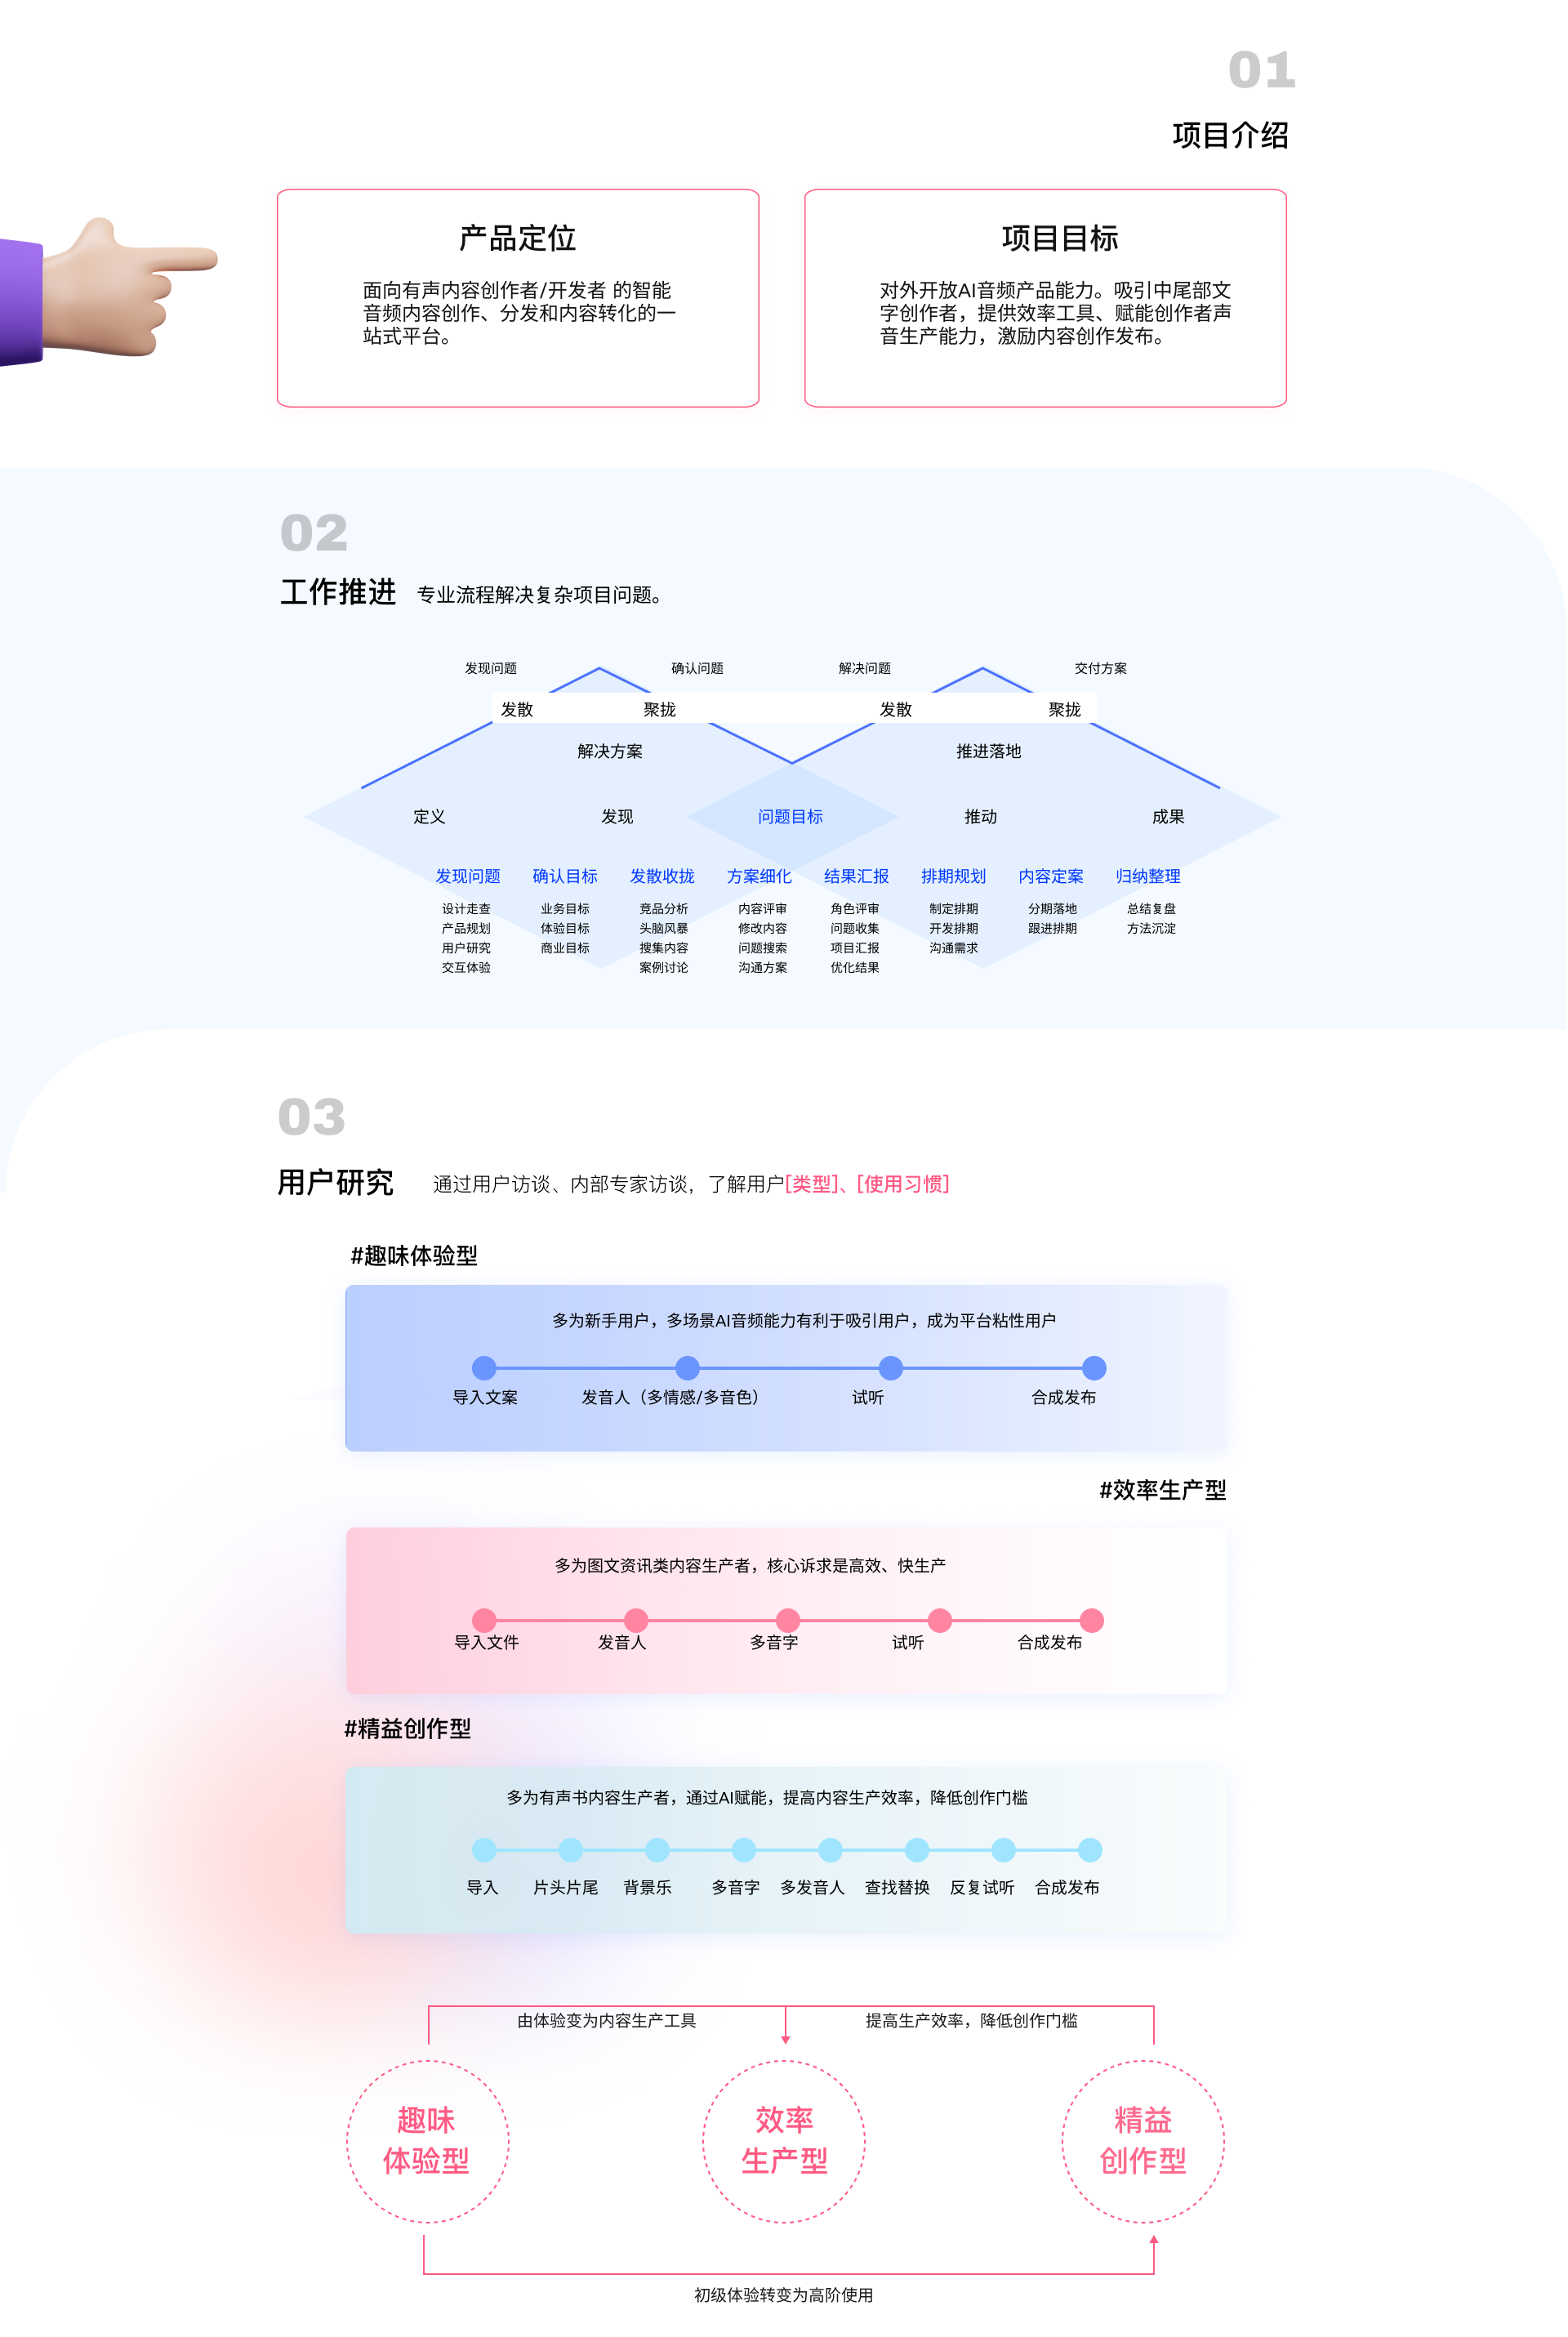 01
项目介绍
产品定位
面向有声内容创作者/开发者 的智能
音频内容创作、分发和内容转化的一
站式平台。
项目目标
对外开放AI音频产品能力。吸引中尾部文
字创作者，提供效率工具、赋能创作者声
音生产能力，激励内容创作发布。
02
工作推进 专业流程解决复杂项目问题。
发现问题 确认问题 解决问题 交付方案
发散 聚拢 发散 聚拢
解决方案 推进落地
定义 发现 问题目标 推动 成果
发现问题 确认目标 发散收拢 方案细化 结果汇报 排期规划 内容定案 归纳整理
设计走查 业务目标 竞品分析 内容评审 角色评审 制定排期 分期落地 总结复盘
产品规划 体验目标 头脑风暴 修改内容 问题收集 开发排期 跟进排期 方法沉淀
用户研究 商业目标 搜集内容 问题搜索 项目汇报 沟通需求
交互体验 案例讨论 沟通方案 优化结果
03
用户研究 通过用户访谈、内部专家访谈，了解用户[类型]、[使用习惯]
#趣味体验型
多为新手用户，多场景AI音频能力有利于吸引用户，成为平台粘性用户
导入文案 发音人（多情感/多音色） 试听 合成发布
#效率生产型
多为图文资讯类内容生产者，核心诉求是高效、快生产
导入文件 发音人 多音字 试听 合成发布
#精益创作型
多为有声书内容生产者，通过AI赋能，提高内容生产效率，降低创作门槛
导入 片头片尾 背景乐 多音字 多发音人 查找替换 反复试听 合成发布
由体验变为内容生产工具 提高生产效率，降低创作门槛
趣味 效率 精益
体验型 生产型 创作型
初级体验转变为高阶使用